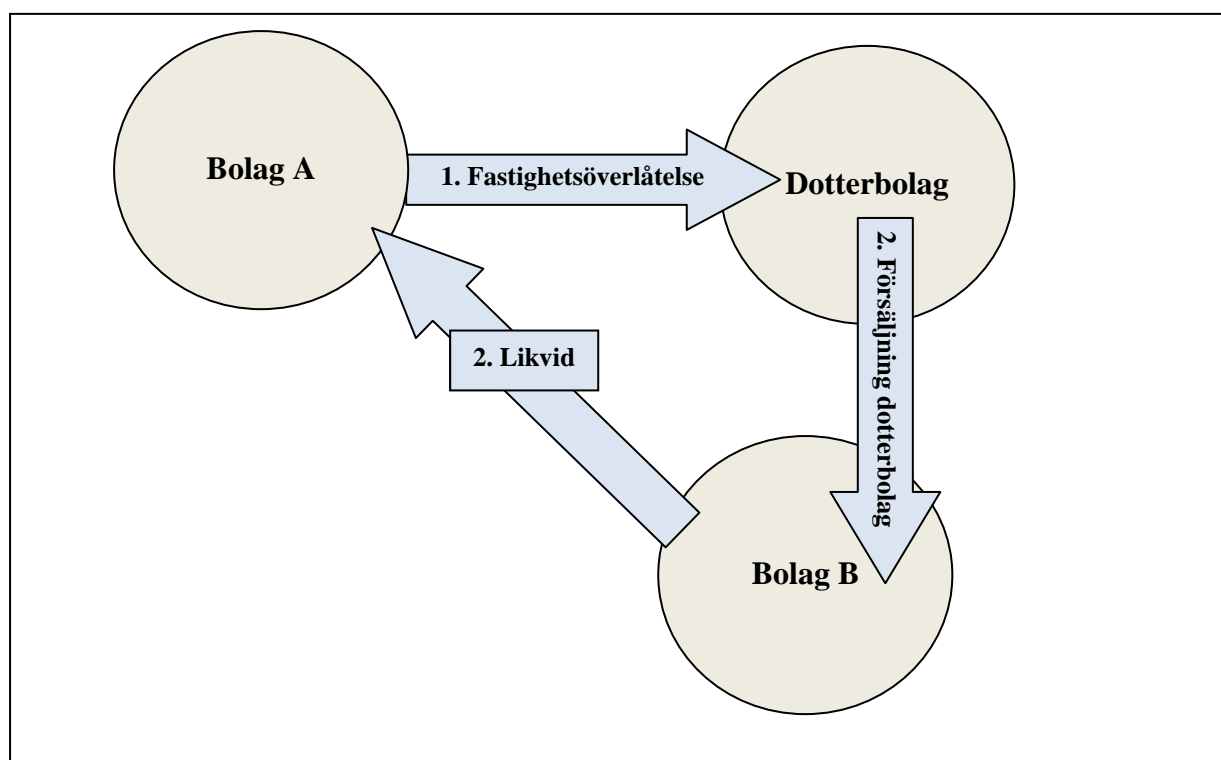 Bolag A
1. Fastighetsöverlåtelse
Dotterbolag
2. Försäljning dotterbolag
2. Likvid
Bolag B